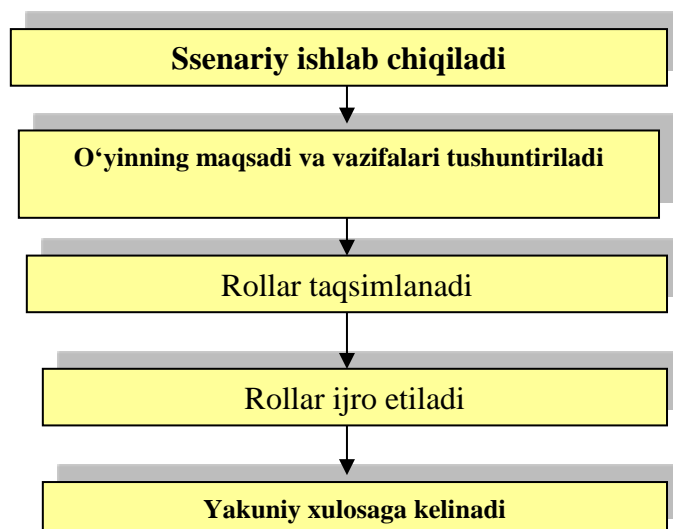 Ssenariy ishlab chiqiladi
O‘yinning maqsadi va vazifalari tushuntiriladi
Rollar taqsimlanadi
Rollar ijro etiladi
Yakuniy xulosaga kelinadi